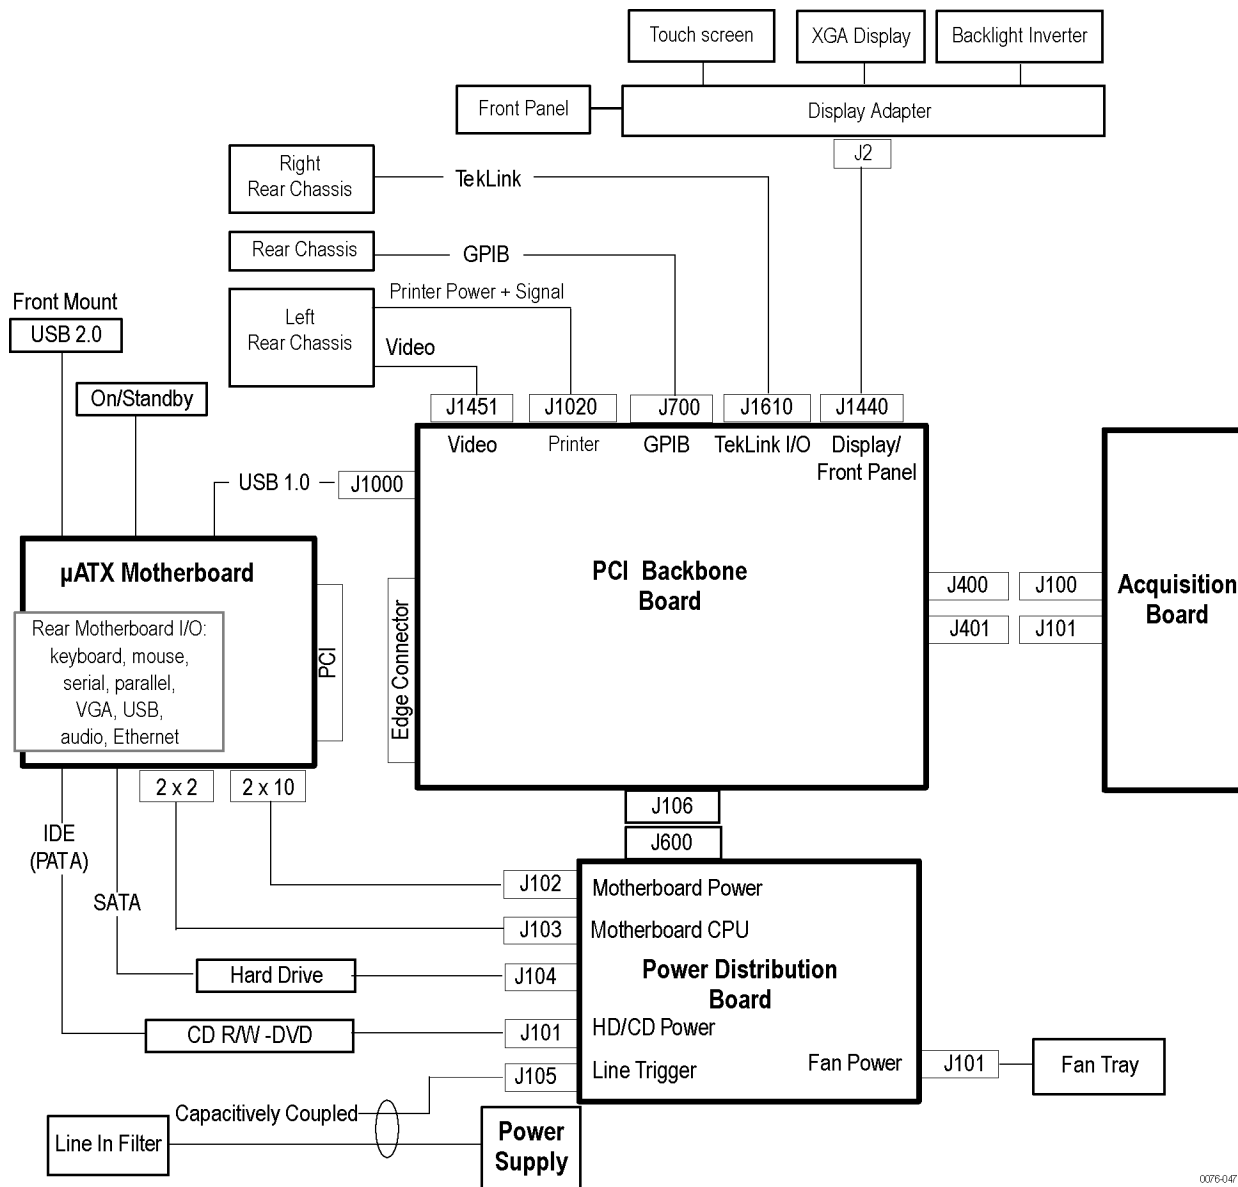 Touch screen
XGA Display
Backlight Inverter
Front Panel
Display Adapter
J2
Right
Rear Chassis
TekLink
Rear Chassis
GPIB
Printer Power + Signal
Left
Rear Chassis
Video
Front Mount
USB 2.0
On/Standby
J1451
J1020
J700
J1610
J1440
Video
Printer
GPIB
TekLink I/O
Display/
Front Panel
USB 1.0
J1000
µATX Motherboard
Rear Motherboard I/O:
keyboard, mouse,
serial, parallel,
VGA, USB,
audio, Ethernet
PCI
Edge Connector
PCI Backbone
Board
J400
J100
J401
J101
Acquisition
Board
2 x 2
2 x 10
J106
J600
IDE
(PATA)
SATA
J102
Motherboard Power
J103
Motherboard CPU
Power Distribution
Board
Hard Drive
J104
CD R/W -DVD
J101
HD/CD Power
J105
Line Trigger
Fan Power
J101
Fan Tray
Capacitively Coupled
Line In Filter
Power
Supply
0076-047